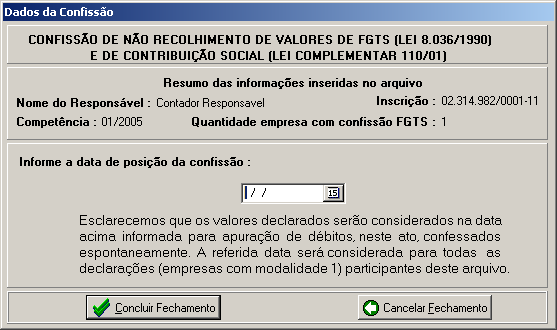 Dados da Confissão
CONFISSÃO DE NÃO RECOLHIMENTO DE VALORES DE FGTS (LEI 8.036/1990)
E DE CONTRIBUIÇÃO SOCIAL (LEI COMPLEMENTAR 110/01)
Resumo das informações inseridas no arquivo
Nome do Responsável : Contador Responsavel Inscrição : 02.314.982/0001-11
Competência : 01/2005 Quantidade empresa com confissão FGTS : 1
Informe a data de posição da confissão :
/ / 15
Esclarecemos que os valores declarados serão considerados na data
acima informada para apuração de débitos, neste ato, confessados
espontaneamente. A referida data será considerada para todas as
declarações (empresas com modalidade 1) participantes deste arquivo.
Concluir Fechamento Cancelar Fechamento